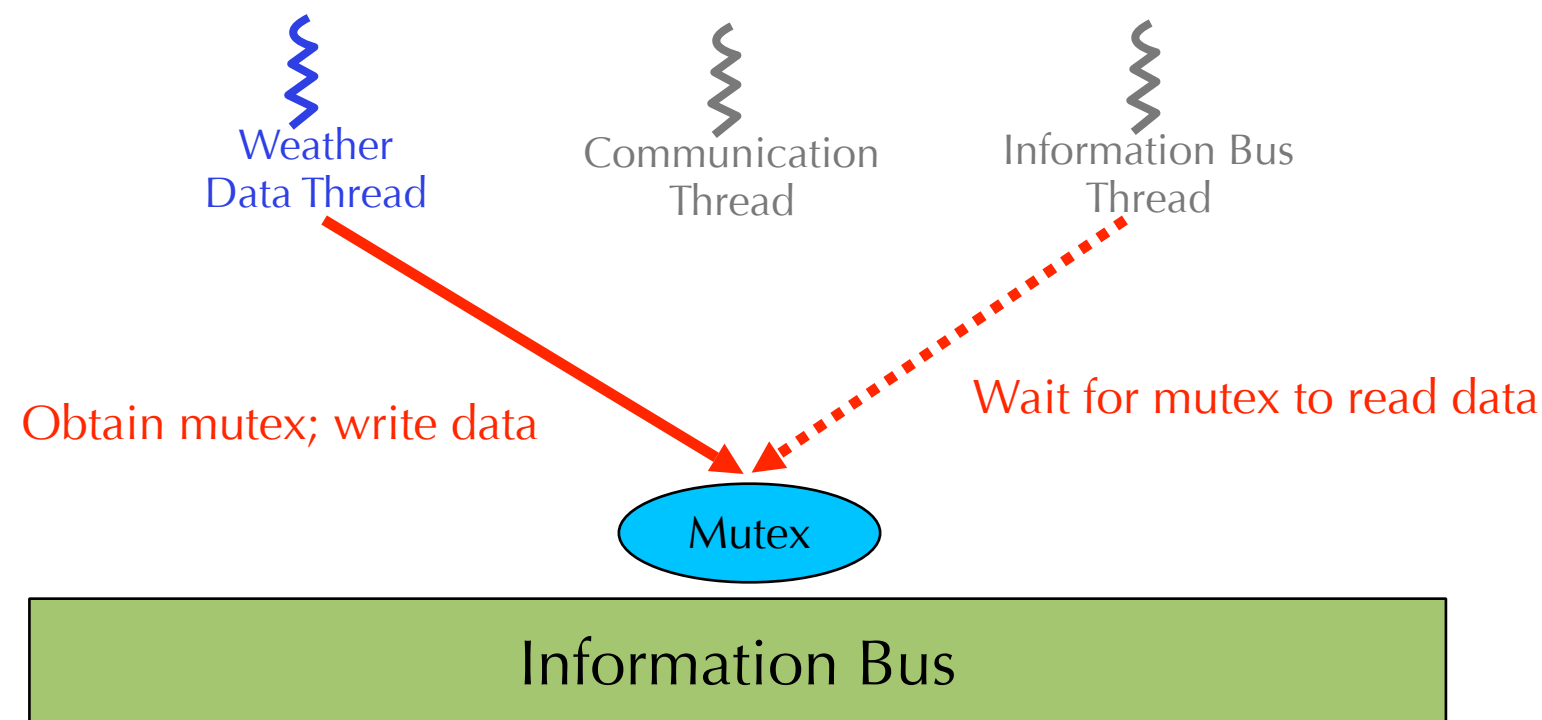 Weather
Data Thread
Communication
Thread
Information Bus
Thread
Obtain mutex; write data
Wait for mutex to read data
Mutex
Information Bus